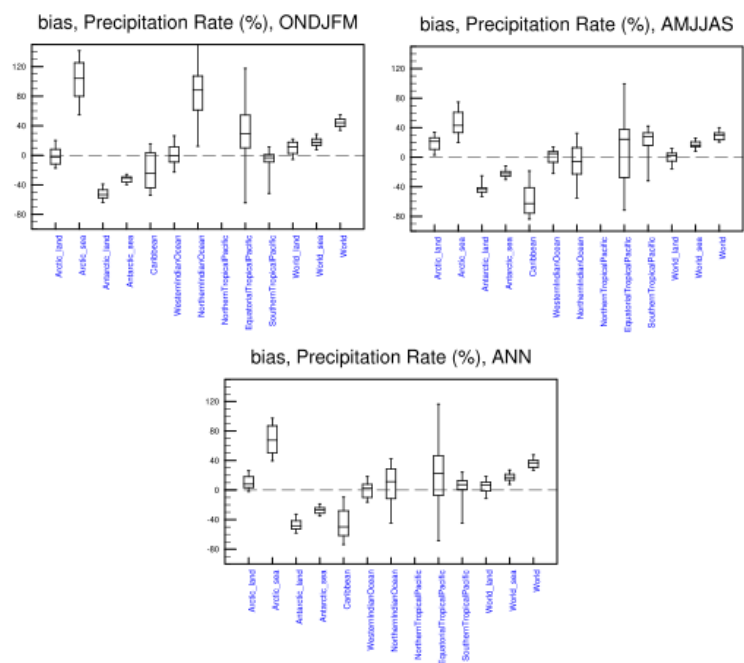 bias, Precipitation Rate (%), ONDJFM
120
80
40
0
-40
-80
Arctic_land
Arctic_sea
Antarctic_land
Antarctic_sea
Caribbean
WesternIndianOcean
NorthernIndianOcean
NorthernTropicalPacific
EquatorialTropicalPacific
SouthernTropicalPacific
World_land
World_sea
World
bias, Precipitation Rate (%), AMJJAS
120
80
40
0
-40
-80
Arctic_land
Arctic_sea
Antarctic_land
Antarctic_sea
Caribbean
WesternIndianOcean
NorthernIndianOcean
NorthernTropicalPacific
EquatorialTropicalPacific
SouthernTropicalPacific
World_land
World_sea
World
bias, Precipitation Rate (%), ANN
120
80
40
0
-40
-80
Arctic_land
Arctic_sea
Antarctic_land
Antarctic_sea
Caribbean
WesternIndianOcean
NorthernIndianOcean
NorthernTropicalPacific
EquatorialTropicalPacific
SouthernTropicalPacific
World_land
World_sea
World